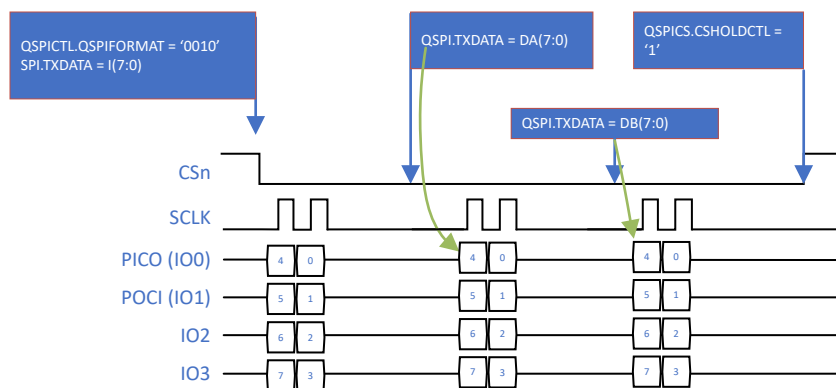 QSPICTL.QSPIFORMAT = ‘0010’
SPI.TXDATA = I(7:0)
QSPI.TXDATA = DA(7:0)
QSPICS.CSHOLDCTL =
‘1’
QSPI.TXDATA = DB(7:0)
CSn
SCLK
PICO (IO0)
4 0 4 0 4 0
POCI (IO1)
5 1 5 1 5 1
IO2
6 2 6 2 6 2
IO3
7 3 7 3 7 3